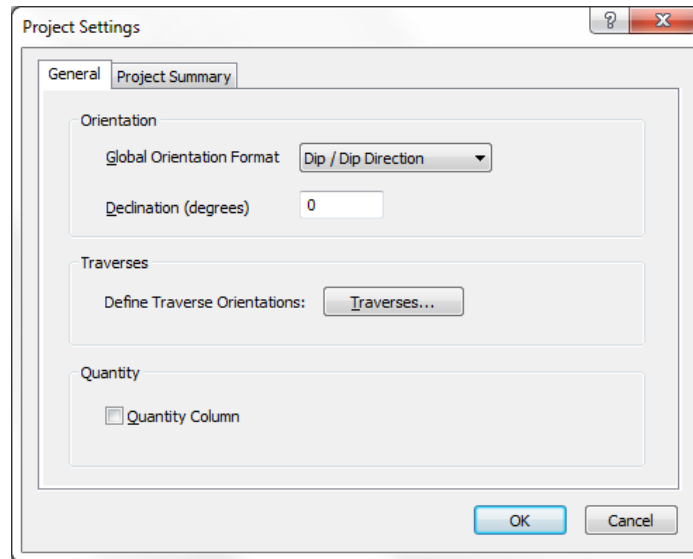 Project Settings
General Project Summary
Orientation
Global Orientation Format Dip / Dip Direction
Declination (degrees) 0
Traverses
Define Traverse Orientations: Traverses...
Quantity
Quantity Column
OK Cancel